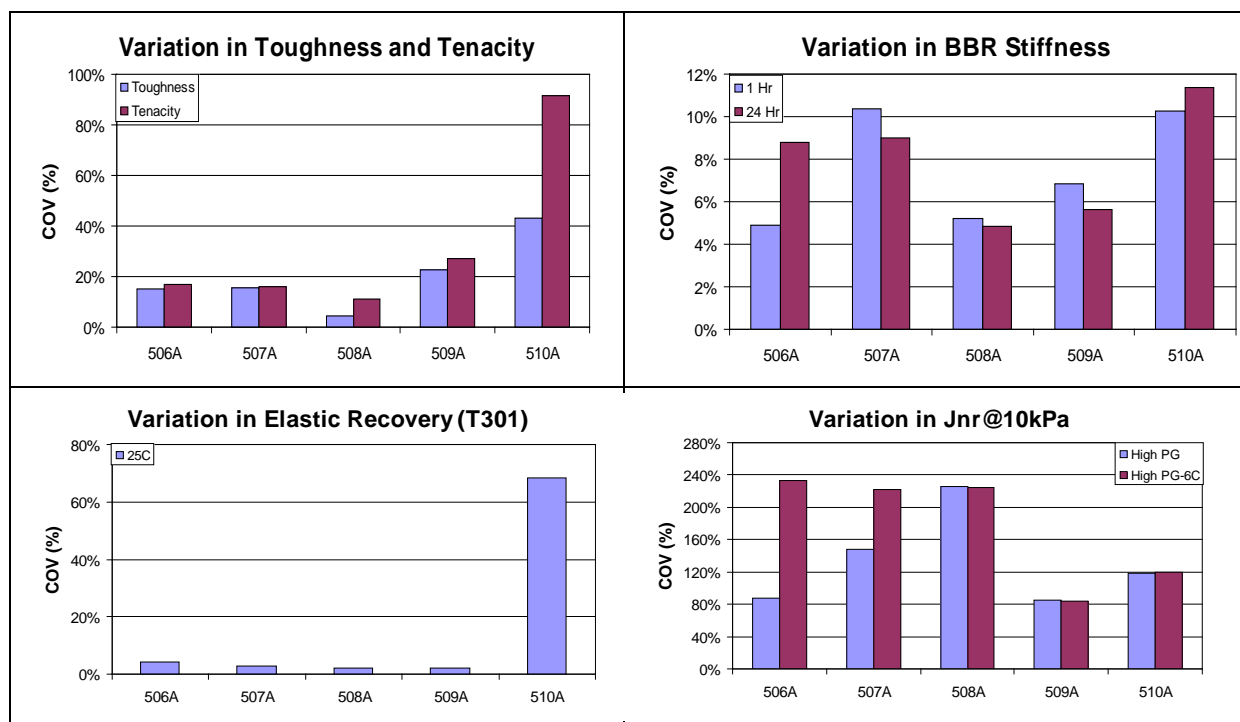 Variation in Toughness and Tenacity
COV (%)
100%
80%
60%
40%
20%
0%
Toughness
Tenacity
506A 507A 508A 509A 510A
Variation in BBR Stiffness
COV (%)
12%
10%
8%
6%
4%
2%
0%
1 Hr
24 Hr
506A 507A 508A 509A 510A
Variation in Elastic Recovery (T301)
COV (%)
80%
60%
40%
20%
0%
25C
506A 507A 508A 509A 510A
Variation in Jnr@10kPa
COV (%)
280%
240%
200%
160%
120%
80%
40%
0%
High PG
High PG-6C
506A 507A 508A 509A 510A